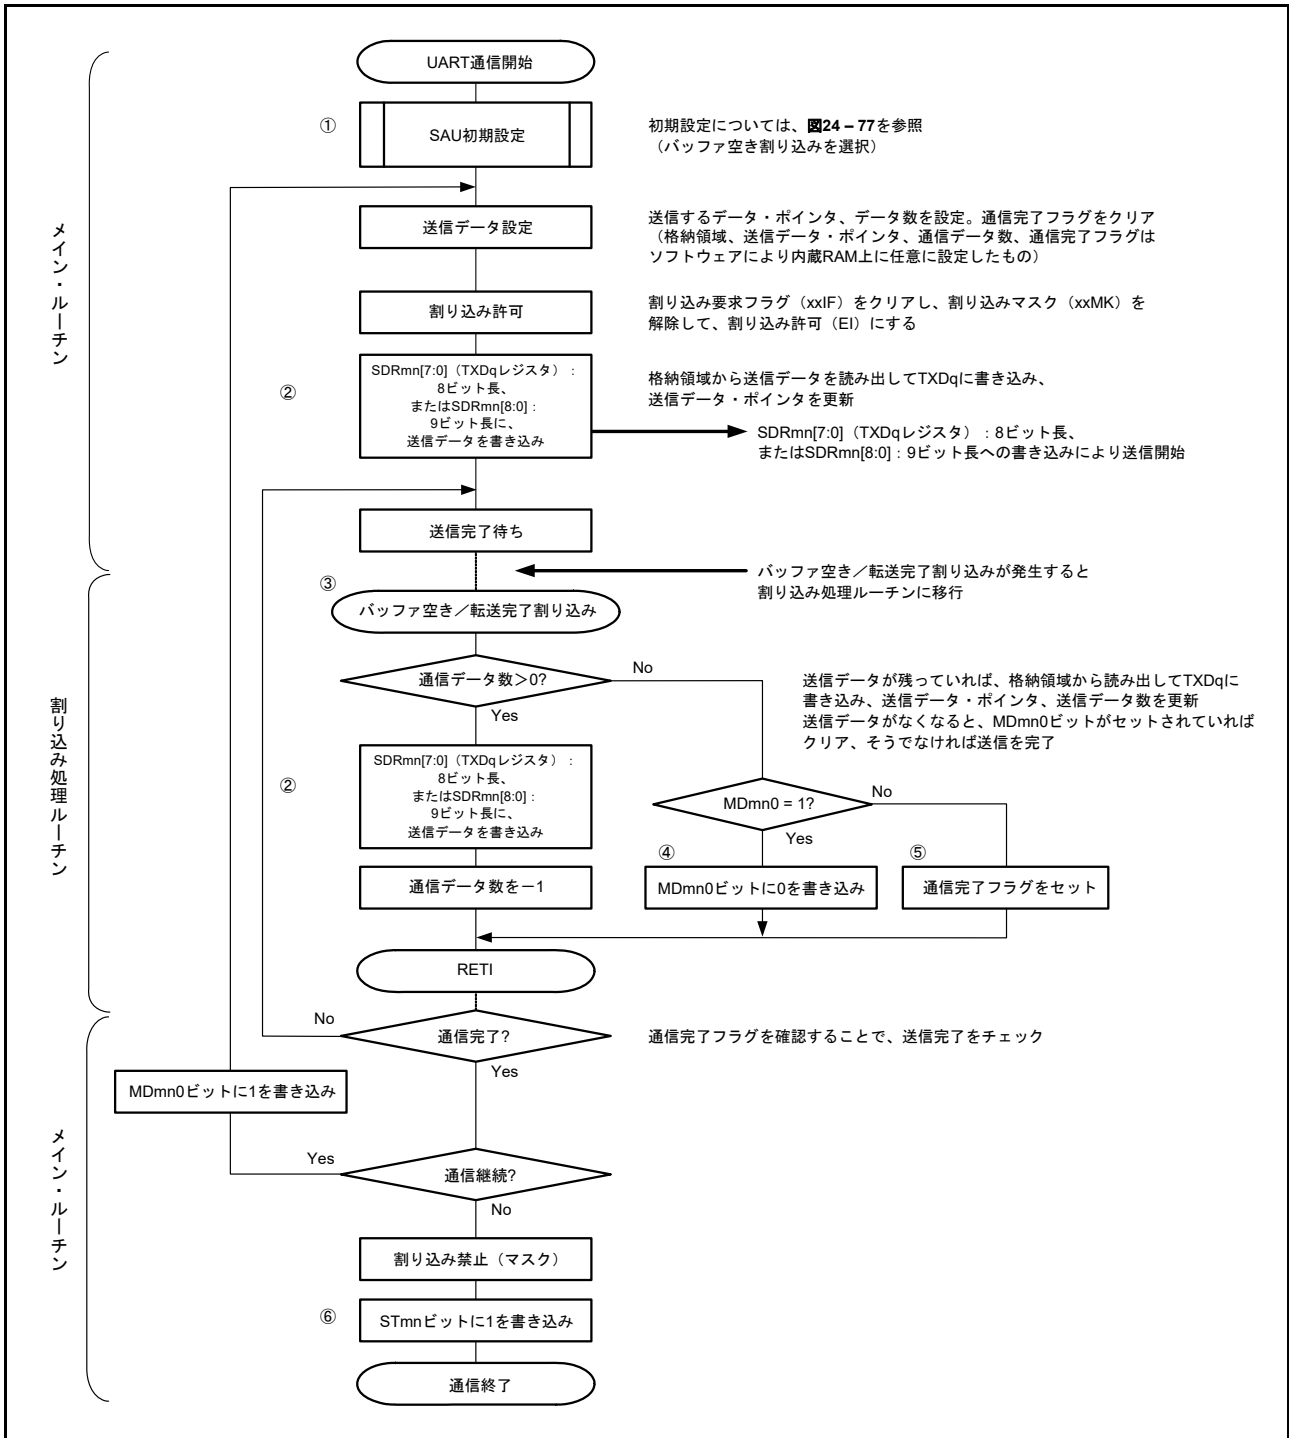 UART通信開始
①
SAU初期設定
初期設定については、図24 – 77を参照
（バッファ空き割り込みを選択）
メイン・ルーチン
送信データ設定
送信するデータ・ポインタ、データ数を設定。通信完了フラグをクリア
（格納領域、送信データ・ポインタ、通信データ数、通信完了フラグは
ソフトウェアにより内蔵RAM上に任意に設定したもの）
割り込み許可
割り込み要求フラグ（xxIF）をクリアし、割り込みマスク（xxMK）を
解除して、割り込み許可（EI）にする
②
SDRmn[7:0]（TXDqレジスタ）：
8ビット長、
またはSDRmn[8:0]：
9ビット長に、
送信データを書き込み
格納領域から送信データを読み出してTXDqに書き込み、
送信データ・ポインタを更新
SDRmn[7:0]（TXDqレジスタ）：8ビット長、
またはSDRmn[8:0]：9ビット長への書き込みにより送信開始
送信完了待ち
③
バッファ空き／転送完了割り込みが発生すると
割り込み処理ルーチンに移行
バッファ空き／転送完了割り込み
割り込み処理ルーチン
通信データ数＞0?
No
Yes
送信データが残っていれば、格納領域から読み出してTXDqに
書き込み、送信データ・ポインタ、送信データ数を更新
送信データがなくなると、MDmn0ビットがセットされていれば
クリア、そうでなければ送信を完了
②
SDRmn[7:0]（TXDqレジスタ）：
8ビット長、
またはSDRmn[8:0]：
9ビット長に、
送信データを書き込み
MDmn0 = 1?
No
Yes
④
⑤
通信データ数を－1
MDmn0ビットに0を書き込み
通信完了フラグをセット
RETI
No
通信完了?
通信完了フラグを確認することで、送信完了をチェック
Yes
MDmn0ビットに1を書き込み
メイン・ルーチン
Yes
通信継続?
No
割り込み禁止（マスク）
⑥
STmnビットに1を書き込み
通信終了